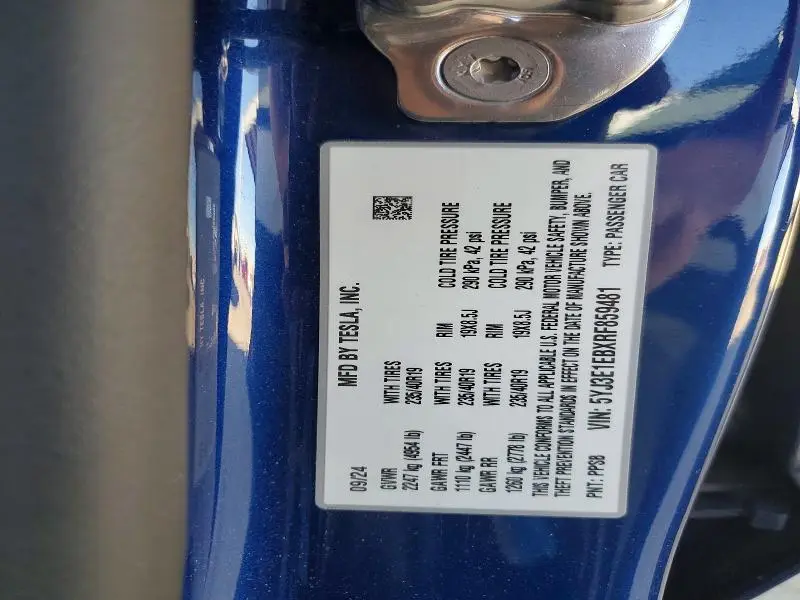 MFD BY TESLA, INC.
09/24
GVWR WITH TIRES
2247 kg (4954 lb) 235/40R19
GAWR FRT WITH TIRES RIM COLD TIRE PRESSURE
1110 kg (2447 lb) 235/40R19 19X8.5J 290 kPa, 42 psi
GAWR RR WITH TIRES RIM COLD TIRE PRESSURE
1260 kg (2778 lb) 235/40R19 19X8.5J 290 kPa, 42 psi
THIS VEHICLE CONFORMS TO ALL APPLICABLE U.S. FEDERAL MOTOR VEHICLE SAFETY, BUMPER, AND
THEFT PREVENTION STANDARDS IN EFFECT ON THE DATE OF MANUFACTURE SHOWN ABOVE.
PNT: PPSB VIN: 5YJ3E1EBXRF859481 TYPE: PASSENGER CAR